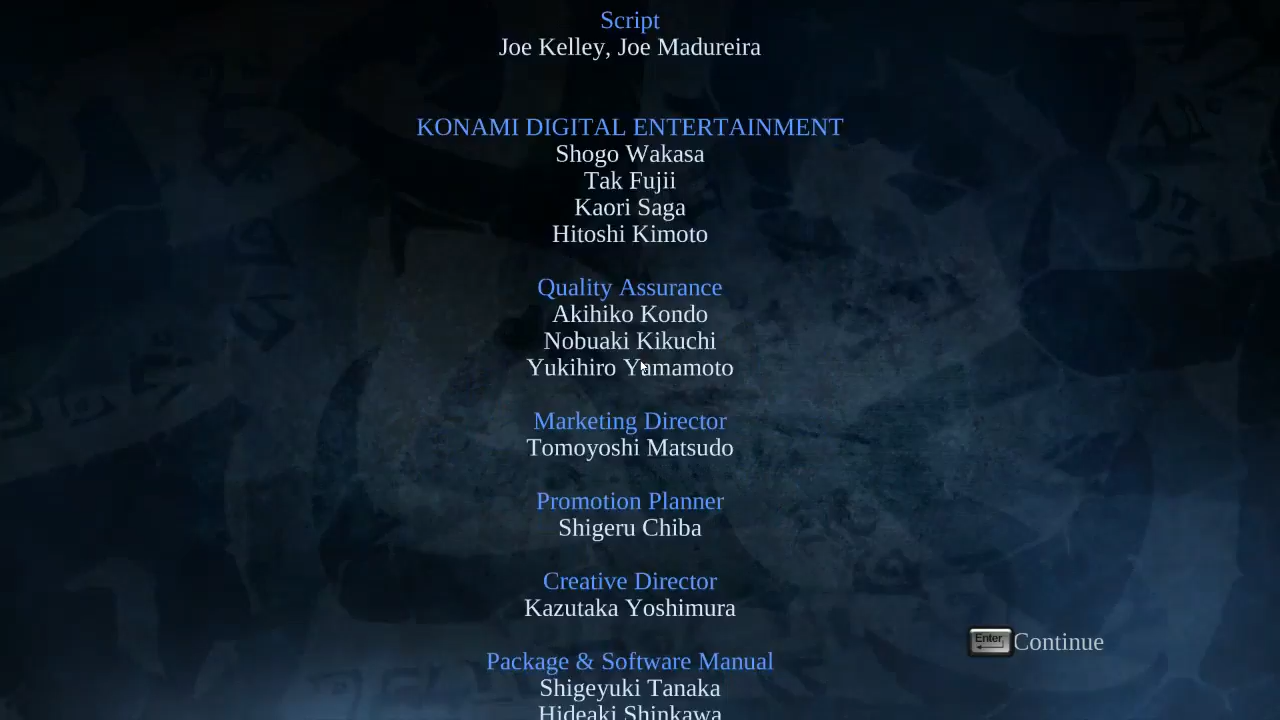 Script
Joe Kelley, Joe Madureira
KONAMI DIGITAL ENTERTAINMENT
Shogo Wakasa
Tak Fujii
Kaori Saga
Hitoshi Kimoto
Quality Assurance
Akihiko Kondo
Nobuaki Kikuchi
Yukihiro Yamamoto
Marketing Director
Tomoyoshi Matsudo
Promotion Planner
Shigeru Chiba
Creative Director
Kazutaka Yoshimura
Enter Continue
Package & Software Manual
Shigeyuki Tanaka
Hideaki Shinkawa